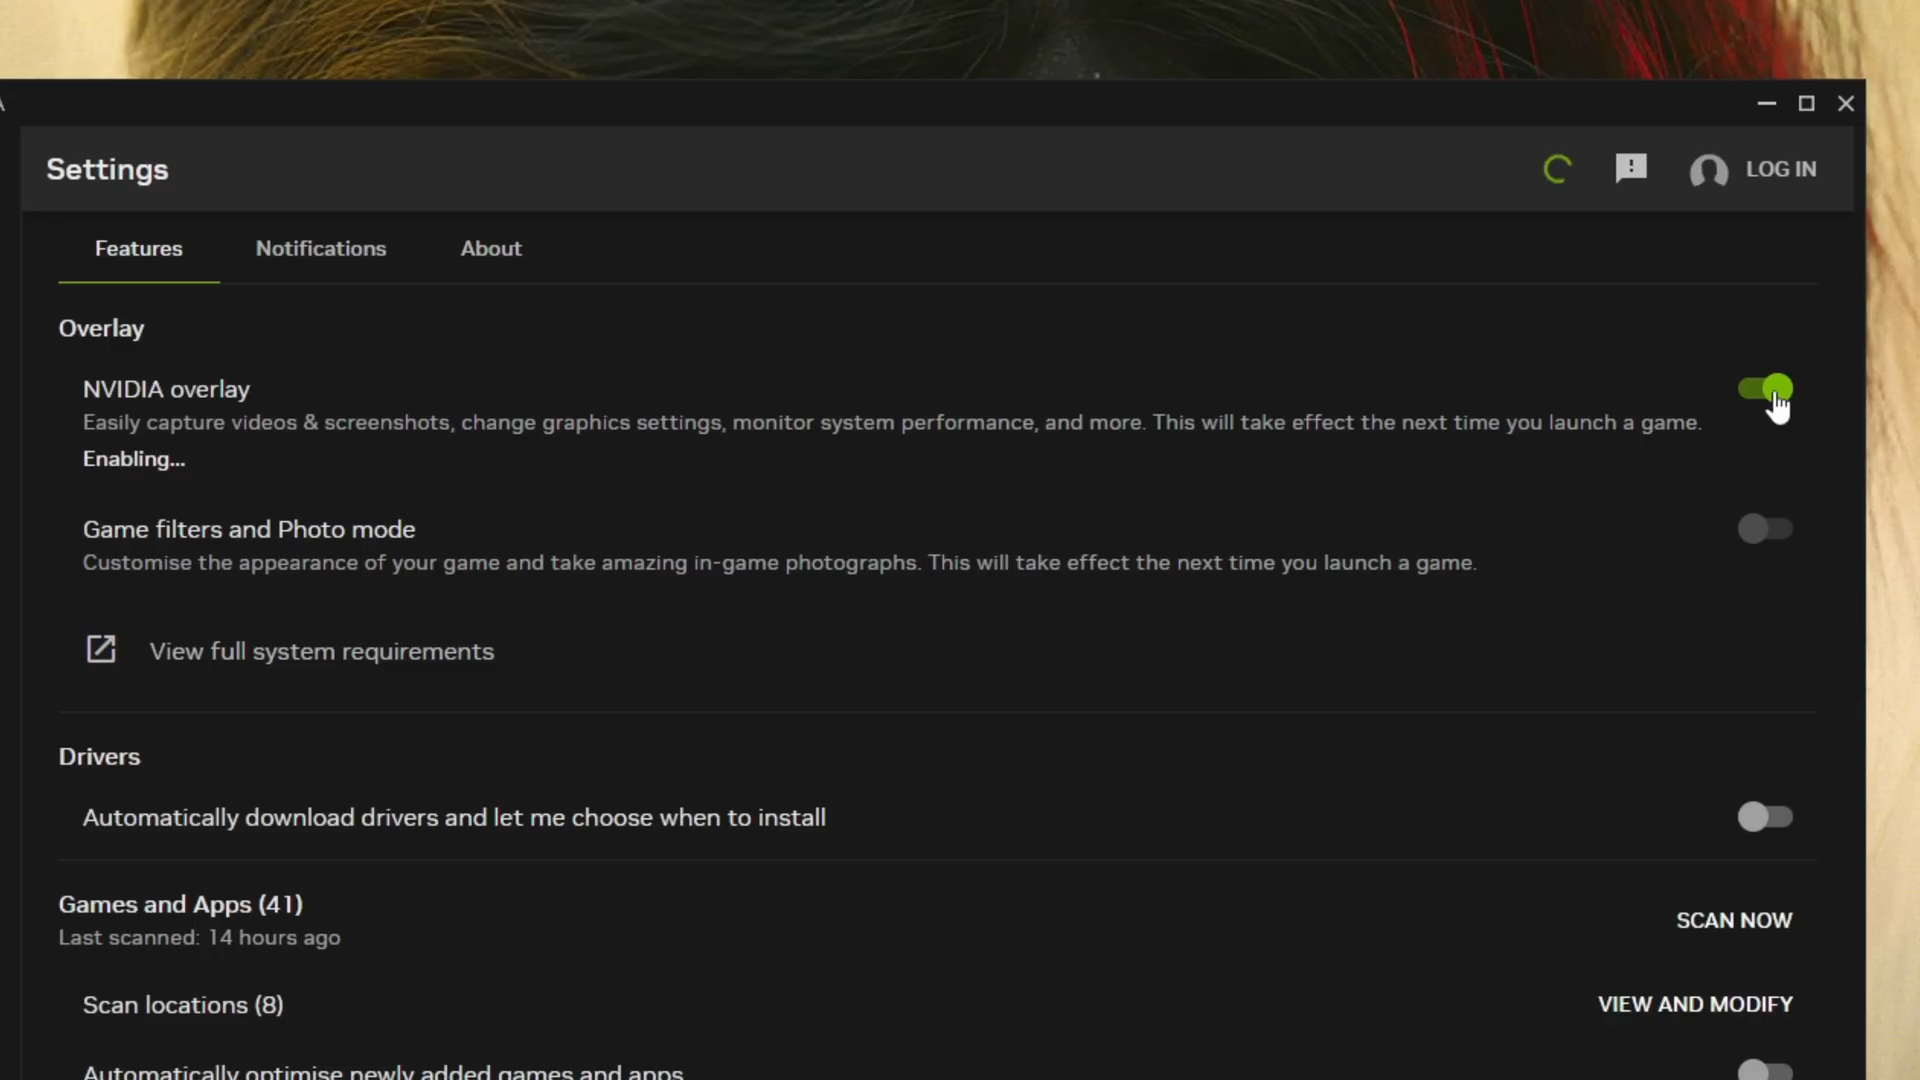 Settings
LOG IN
Features Notifications About
Overlay
NVIDIA overlay
Easily capture videos & screenshots, change graphics settings, monitor system performance, and more. This will take effect the next time you launch a game.
Enabling...
Game filters and Photo mode
Customise the appearance of your game and take amazing in-game photographs. This will take effect the next time you launch a game.
View full system requirements
Drivers
Automatically download drivers and let me choose when to install
Games and Apps (41)
SCAN NOW
Last scanned: 14 hours ago
Scan locations (8)
VIEW AND MODIFY
Automatically optimise newly added games and apps